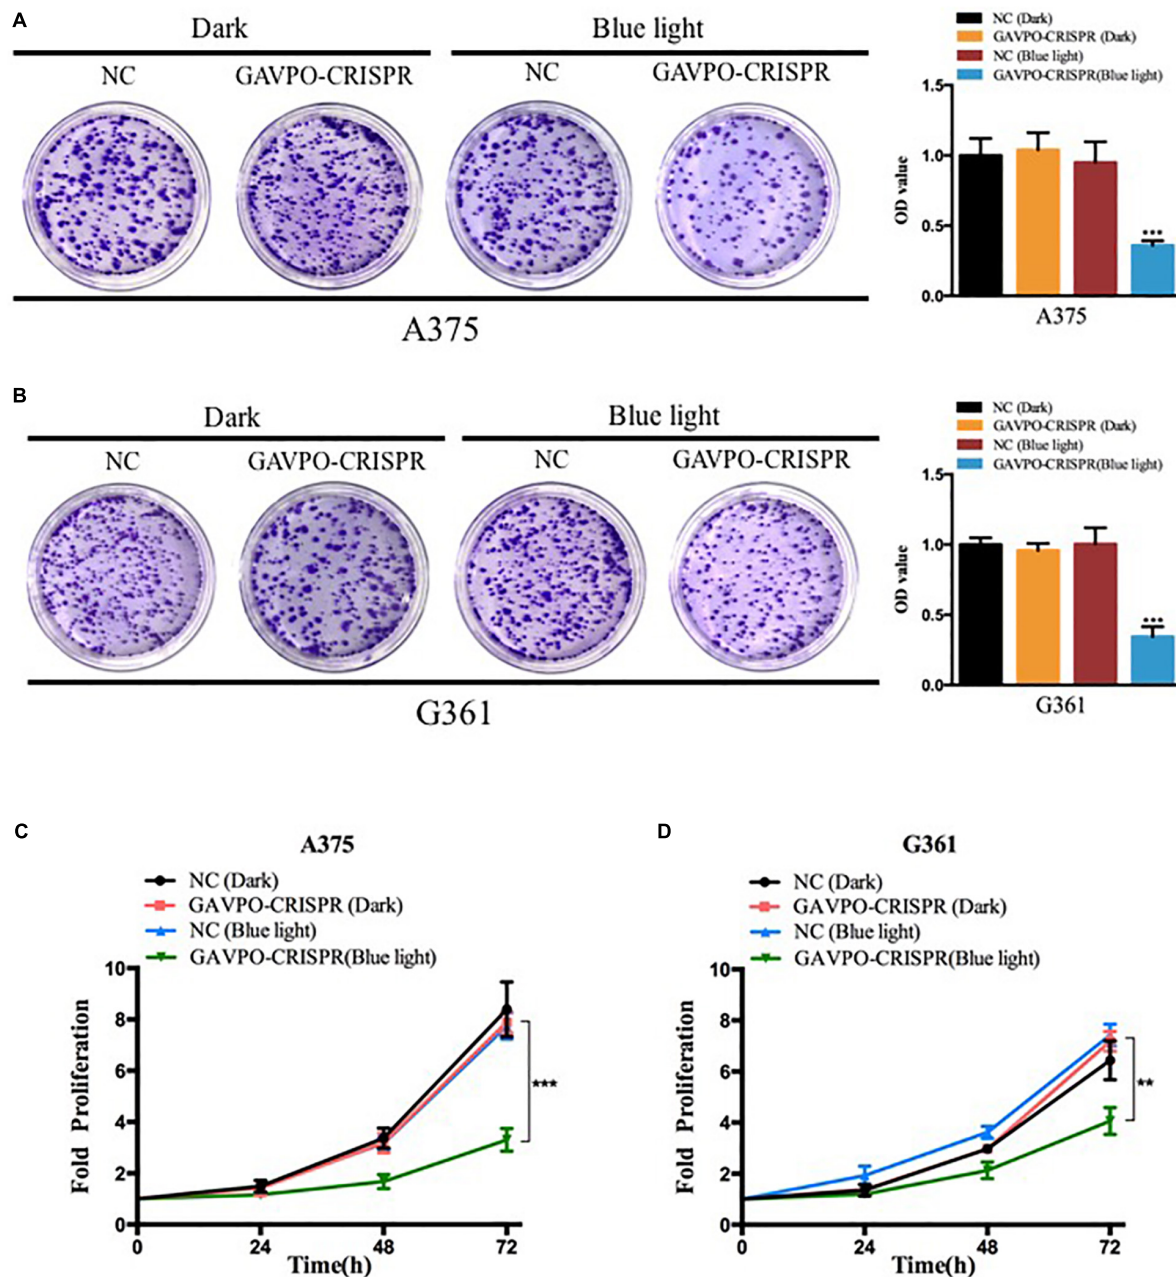 A
Dark
Blue light
NC
GAVPO-CRISPR
NC
GAVPO-CRISPR
A375
NC (Dark)
GAVPO-CRISPR (Dark)
NC (Blue light)
GAVPO-CRISPR(Blue light)
1.5
1.0
0.5
0.0
OD value
***
A375
B
Dark
Blue light
NC
GAVPO-CRISPR
NC
GAVPO-CRISPR
G361
NC (Dark)
GAVPO-CRISPR (Dark)
NC (Blue light)
GAVPO-CRISPR(Blue light)
1.5
1.0
0.5
0.0
OD value
***
G361
C
A375
NC (Dark)
GAVPO-CRISPR (Dark)
NC (Blue light)
GAVPO-CRISPR(Blue light)
10
8
6
4
2
0
Fold Proliferation
***
0 24 48 72
Time(h)
D
G361
NC (Dark)
GAVPO-CRISPR (Dark)
NC (Blue light)
GAVPO-CRISPR(Blue light)
10
8
6
4
2
0
Fold Proliferation
**
0 24 48 72
Time(h)